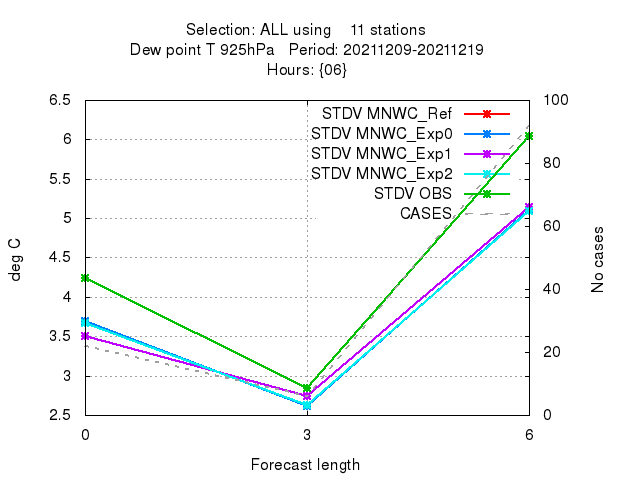 Selection: ALL using    11 stations
Dew point T 925hPa   Period: 20211209-20211219
Hours: {06}
6.5
6
5.5
5
4.5
4
3.5
3
2.5
100
80
60
40
20
0
STDV MNWC_Ref
STDV MNWC_Exp0
STDV MNWC_Exp1
STDV MNWC_Exp2
STDV OBS
CASES
deg C
No cases
0
3
6
Forecast length